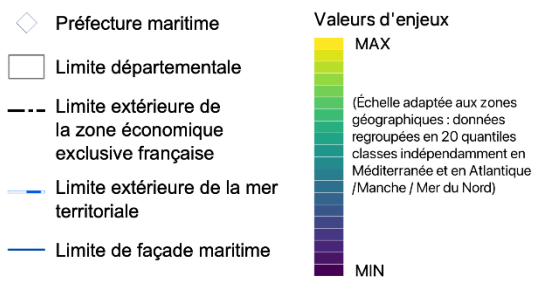 Préfecture maritime
Limite départementale
Limite extérieure de
la zone économique
exclusive française
Limite extérieure de la mer
territoriale
Limite de façade maritime
Valeurs d'enjeux
MAX
(Échelle adaptée aux zones
géographiques : données
regroupées en 20 quantiles
classes indépendamment en
Méditerranée et en Atlantique
/Manche / Mer du Nord)
MIN